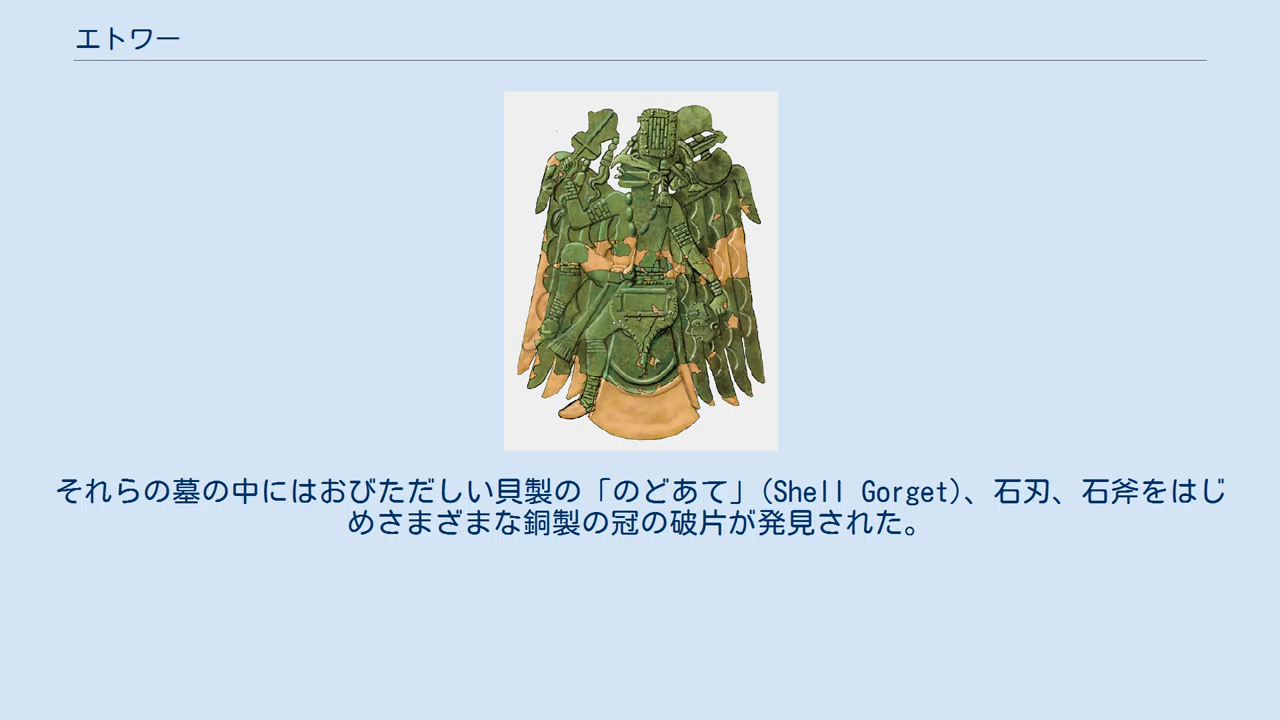 エトワー
それらの墓の中にはおびただしい貝製の「のどあて」(Shell Gorget)、石刃、石斧をはじ
めさまざまな銅製の冠の破片が発見された。